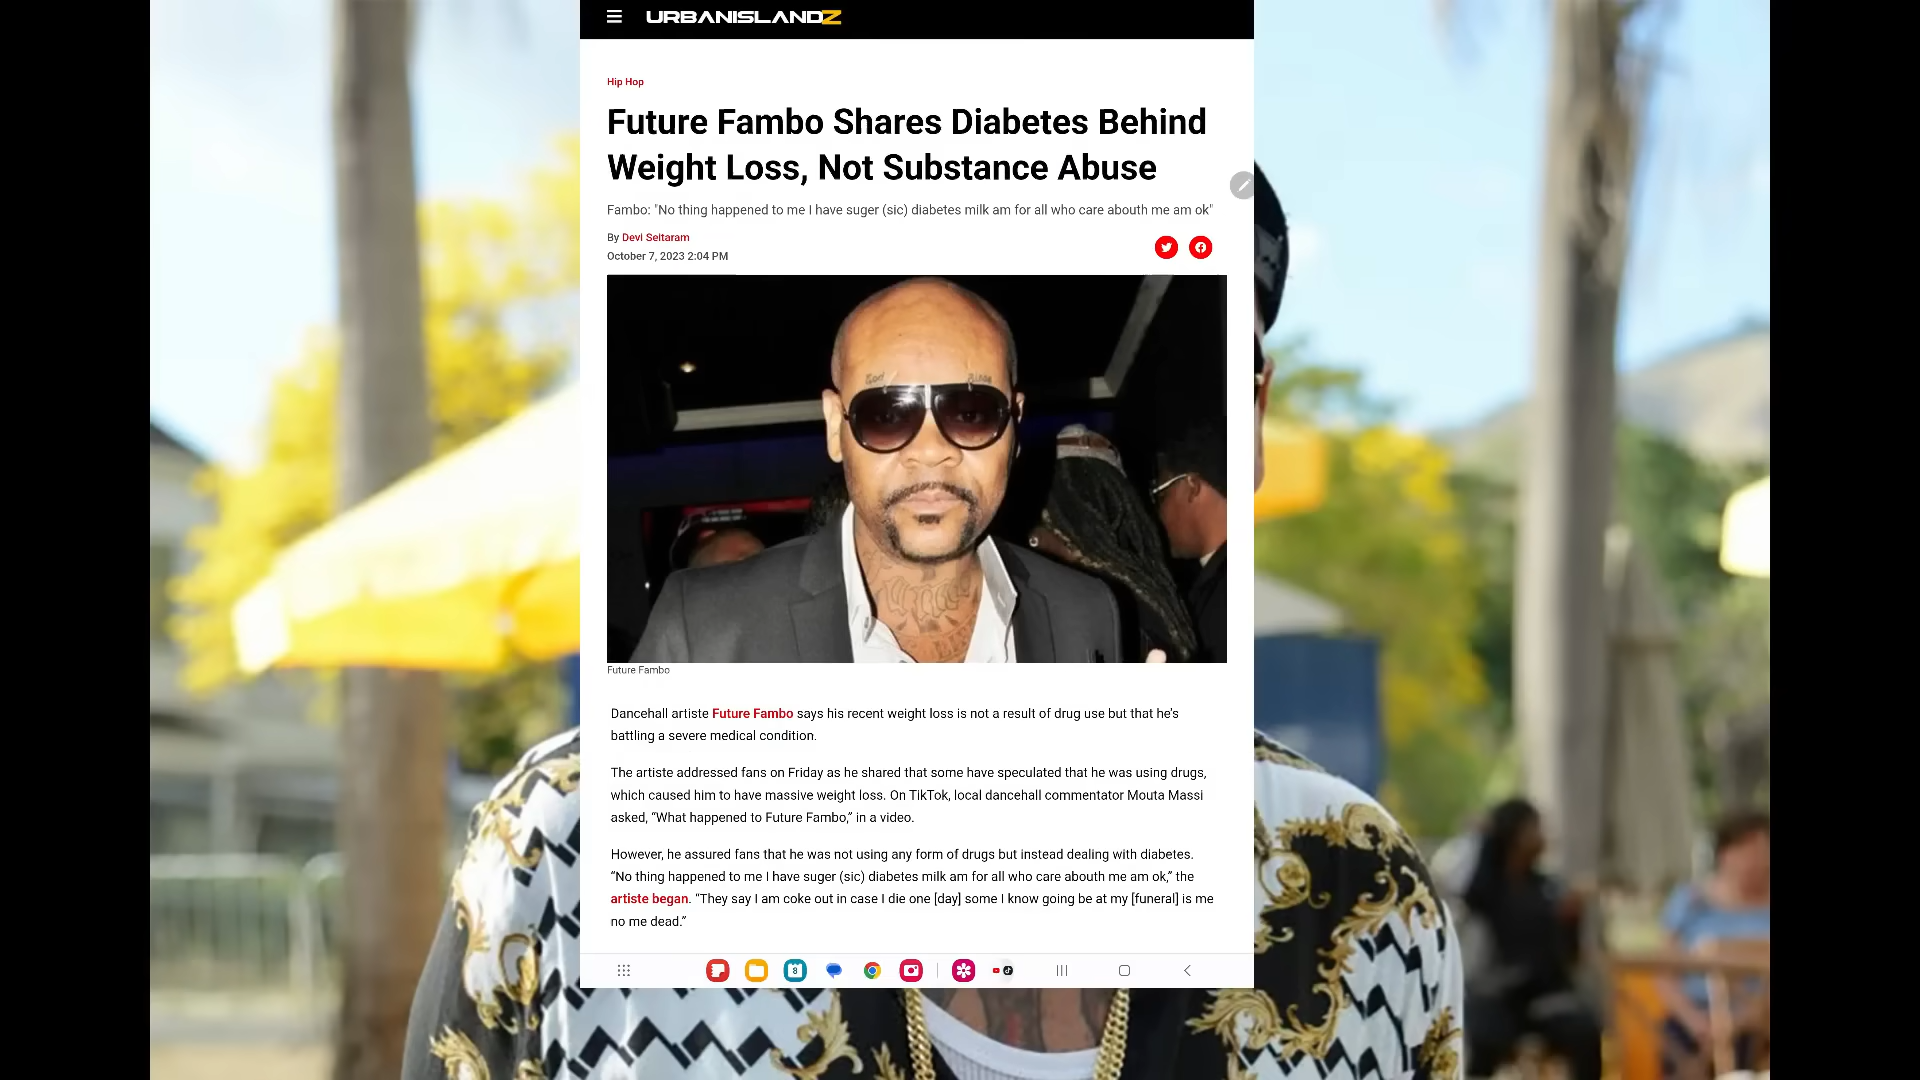 URBANISLANDZ
Hip Hop
Future Fambo Shares Diabetes Behind
Weight Loss, Not Substance Abuse
Fambo: "No thing happened to me I have suger (sic) diabetes milk am for all who care abouth me am ok"
By Devi Seitaram
October 7, 2023 2:04 PM
Future Fambo
Dancehall artiste Future Fambo says his recent weight loss is not a result of drug use but that he's
battling a severe medical condition.
The artiste addressed fans on Friday as he shared that some have speculated that he was using drugs,
which caused him to have massive weight loss. On TikTok, local dancehall commentator Mouta Massi
asked, “What happened to Future Fambo,” in a video.
However, he assured fans that he was not using any form of drugs but instead dealing with diabetes.
“No thing happened to me I have suger (sic) diabetes milk am for all who care abouth me am ok,” the
artiste began. “They say I am coke out in case I die one [day] some I know going be at my [funeral] is me
no me dead.”
8